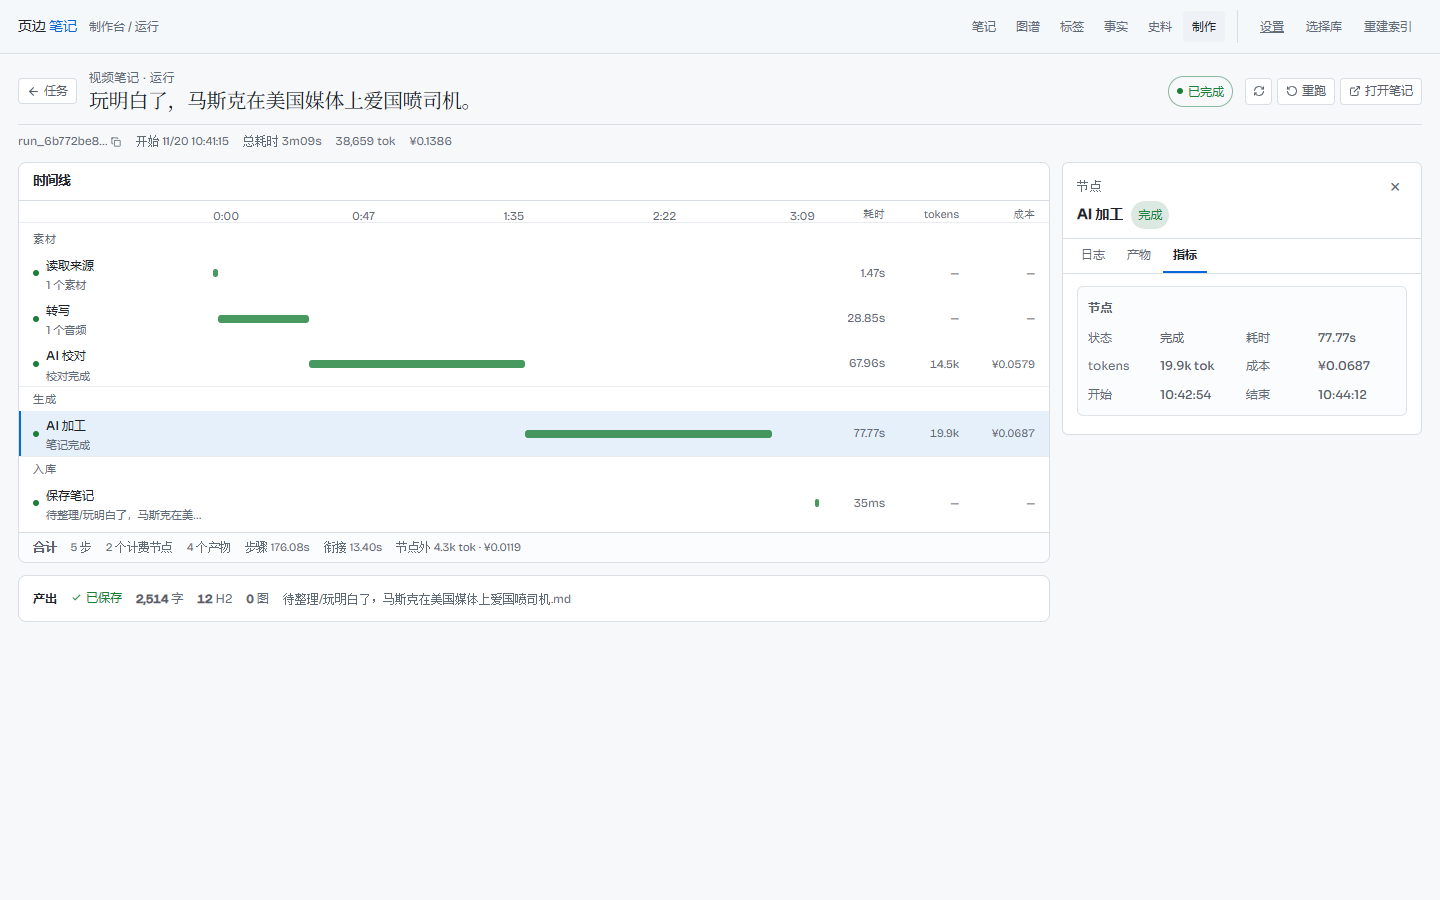 页边 笔记 制作台 / 运行 笔记 图谱 标签 事实 史料 制作 设置 选择库 重建索引
← 任务
视频笔记 · 运行
玩明白了，马斯克在美国媒体上爱国喷司机。
已完成 重跑 打开笔记
run_6b772be8... 开始 11/20 10:41:15 总耗时 3m09s 38,659 tok ¥0.1386
时间线
0:00 0:47 1:35 2:22 3:09 耗时 tokens 成本
素材
读取来源
1 个素材
1.47s — —
转写
1 个音频
28.85s — —
AI 校对
校对完成
67.96s 14.5k ¥0.0579
生成
AI 加工
笔记完成
77.77s 19.9k ¥0.0687
入库
保存笔记
待整理/玩明白了，马斯克在美...
35ms — —
合计 5 步 2 个计费节点 4 个产物 步骤 176.08s 衔接 13.40s 节点外 4.3k tok · ¥0.0119
产出 已保存 2,514 字 12 H2 0 图 待整理/玩明白了，马斯克在美国媒体上爱国喷司机.md
节点
AI 加工 完成
日志 产物 指标
节点
状态 完成 耗时 77.77s
tokens 19.9k tok 成本 ¥0.0687
开始 10:42:54 结束 10:44:12